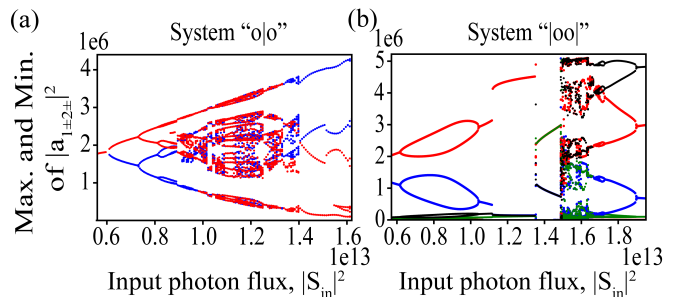 (a)
System "o|o"
(b)
System "|oo|"
Max. and Min.
of |a1±2±|²
1e6
4
3
2
1
0.6 0.8 1.0 1.2 1.4 1.6
1e13
Input photon flux, |Sin|²
1e6
5
4
3
2
1
0
0.6 0.8 1.0 1.2 1.4 1.6 1.8
1e13
Input photon flux, |Sin|²